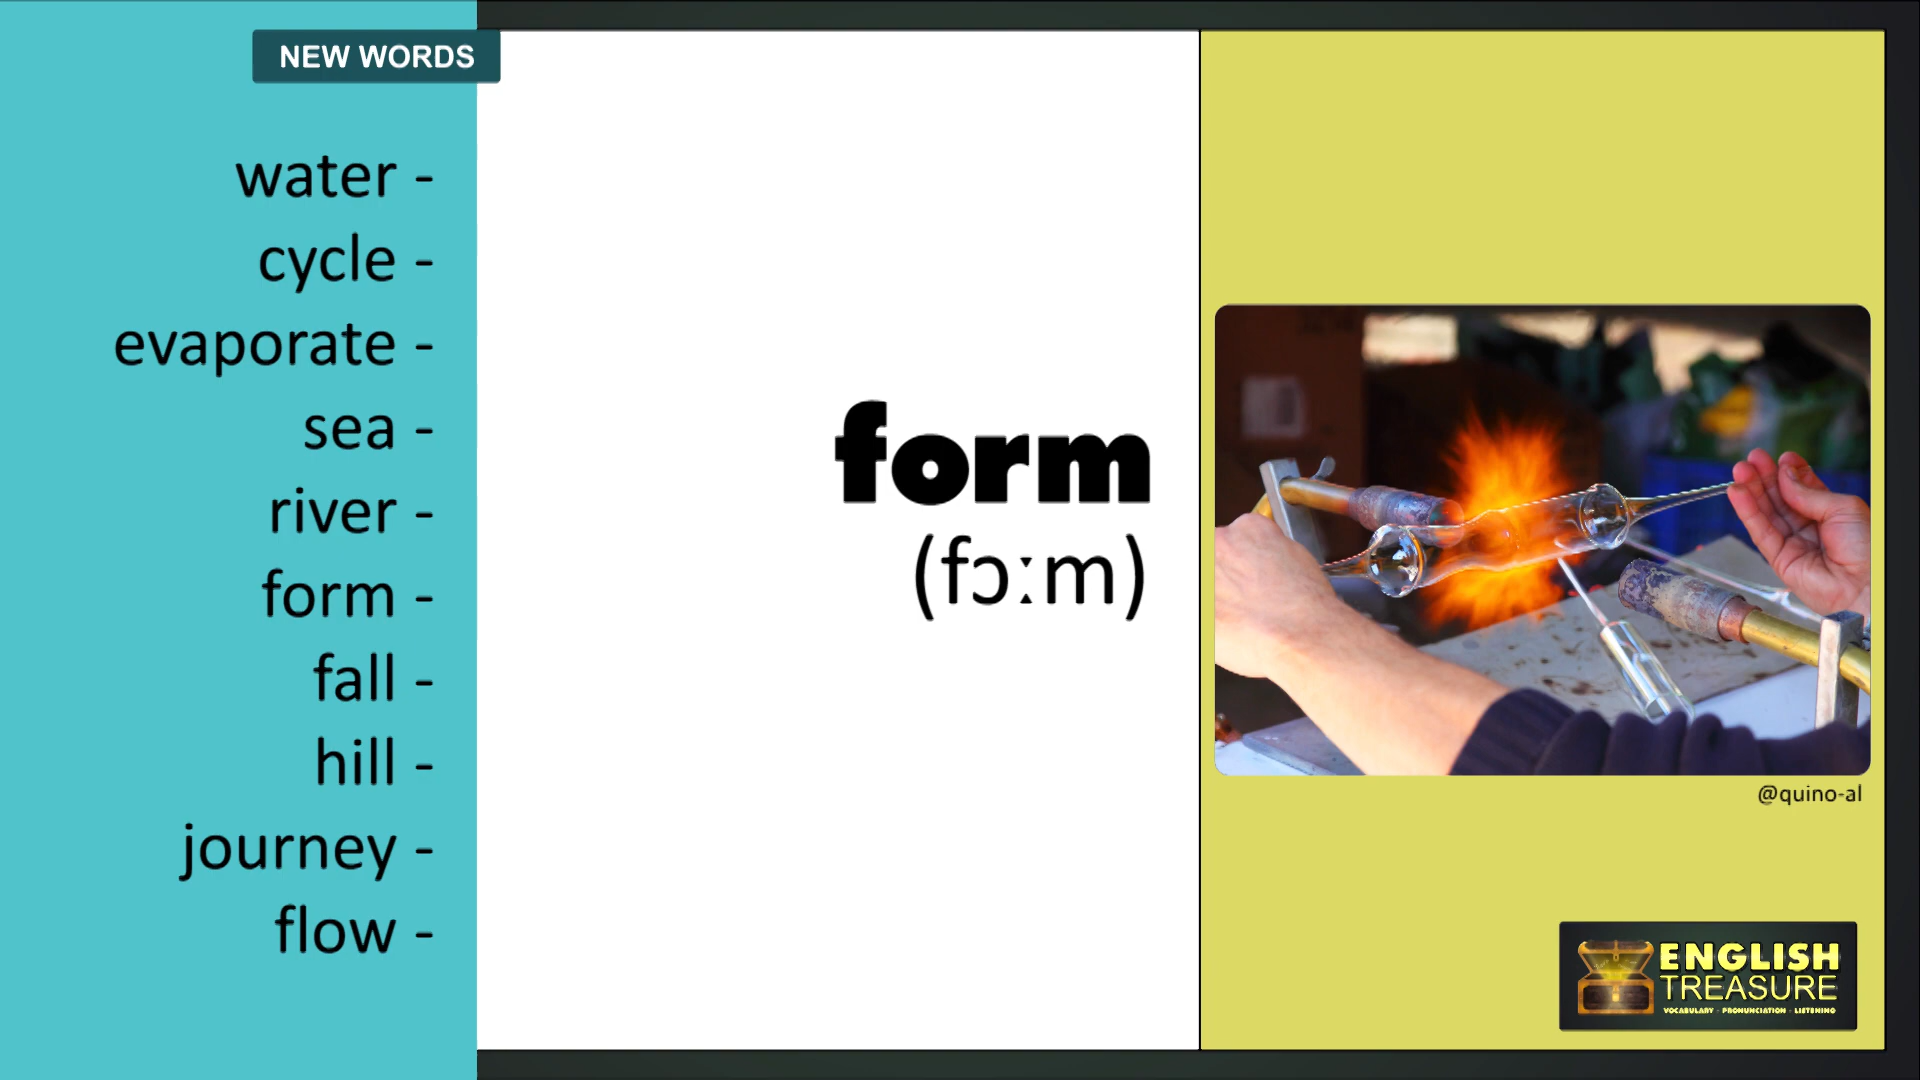 NEW WORDS
water -
cycle -
evaporate -
sea -
river -
form -
fall -
hill -
journey -
flow -
form
(fɔːm)
@quino-al
ENGLISH
TREASURE
VOCABULARY - PRONUNCIATION - LISTENING